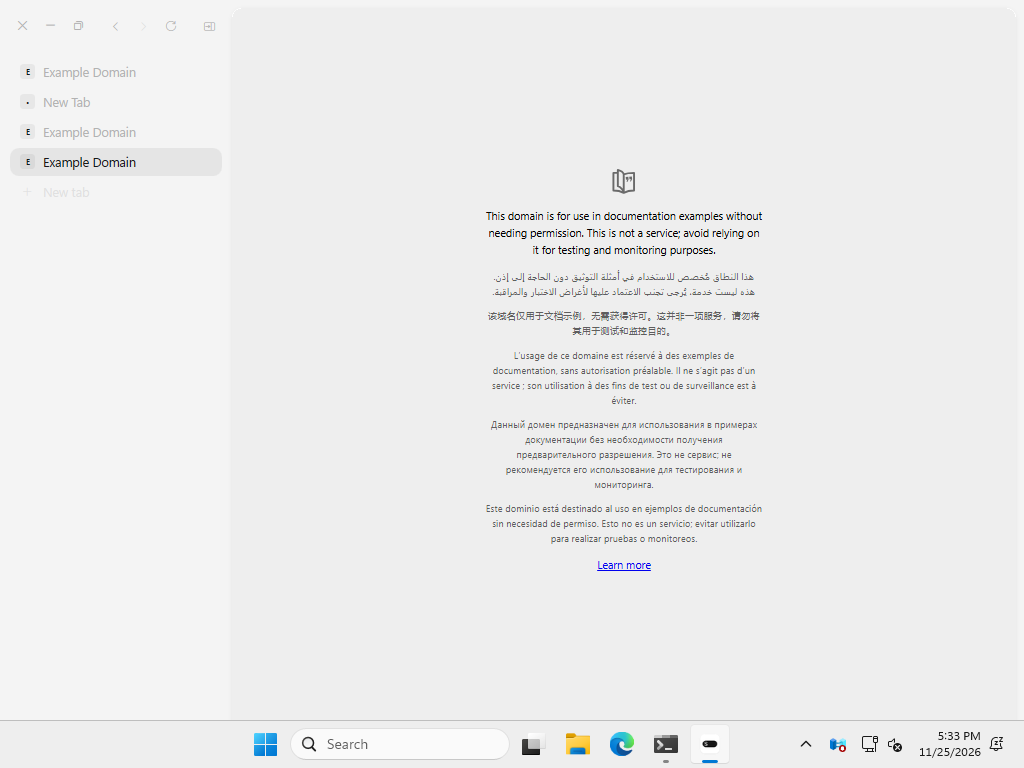 E Example Domain
New Tab
E Example Domain
E Example Domain
+ New tab
This domain is for use in documentation examples without
needing permission. This is not a service; avoid relying on
it for testing and monitoring purposes.
هذا النطاق مُخصص للاستخدام في أمثلة التوثيق دون الحاجة إلى إذن.
هذه ليست خدمة، يُرجى تجنب الاعتماد عليها لأغراض الاختبار والمراقبة.
该域名仅用于文档示例，无需获得许可。这并非一项服务，请勿将
其用于测试和监控目的。
L'usage de ce domaine est réservé à des exemples de
documentation, sans autorisation préalable. Il ne s'agit pas d'un
service ; son utilisation à des fins de test ou de surveillance est à
éviter.
Данный домен предназначен для использования в примерах
документации без необходимости получения
предварительного разрешения. Это не сервис; не
рекомендуется его использование для тестирования и
мониторинга.
Este dominio está destinado al uso en ejemplos de documentación
sin necesidad de permiso. Esto no es un servicio; evitar utilizarlo
para realizar pruebas o monitoreos.
Learn more
Search
5:33 PM
11/25/2026